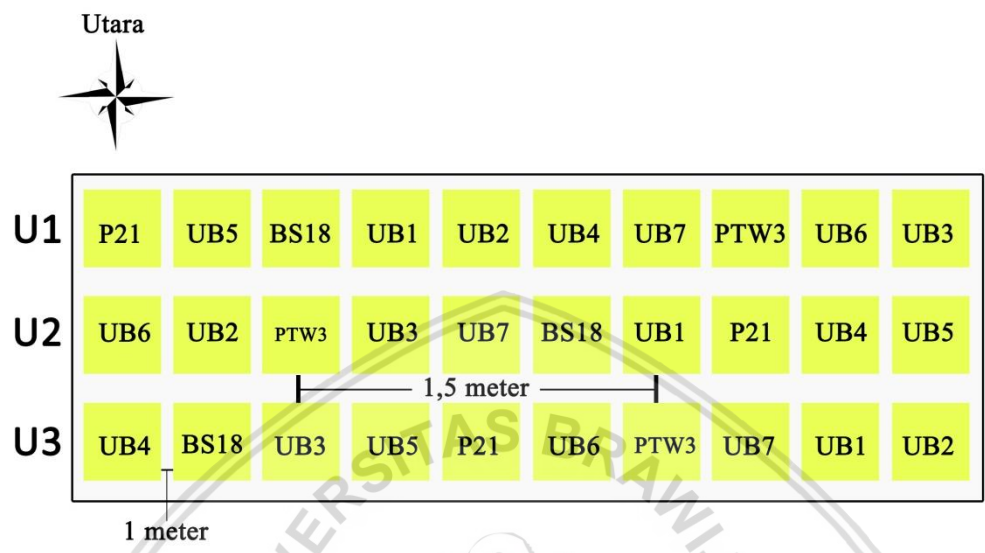 Utara
U1 P21 UB5 BS18 UB1 UB2 UB4 UB7 PTW3 UB6 UB3
U2 UB6 UB2 PTW3 UB3 UB7 BS18 UB1 P21 UB4 UB5
1,5 meter
U3 UB4 BS18 UB3 UB5 P21 UB6 PTW3 UB7 UB1 UB2
1 meter
ERSITAS BRAWI